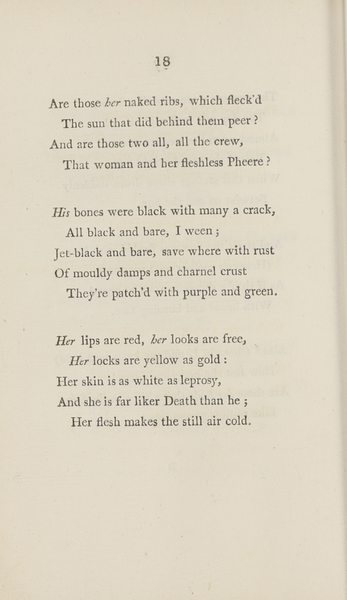 18
Are those her naked ribs, which fleck'd
The sun that did behind them peer?
And are those two all, all the crew,
That woman and her fleshless Pheere?
His bones were black with many a crack,
All black and bare, I ween;
Jet-black and bare, save where with rust
Of mouldy damps and charnel crust
They're patch'd with purple and green.
Her lips are red, her looks are free,
Her locks are yellow as gold:
Her skin is as white as leprosy,
And she is far liker Death than he;
Her flesh makes the still air cold.